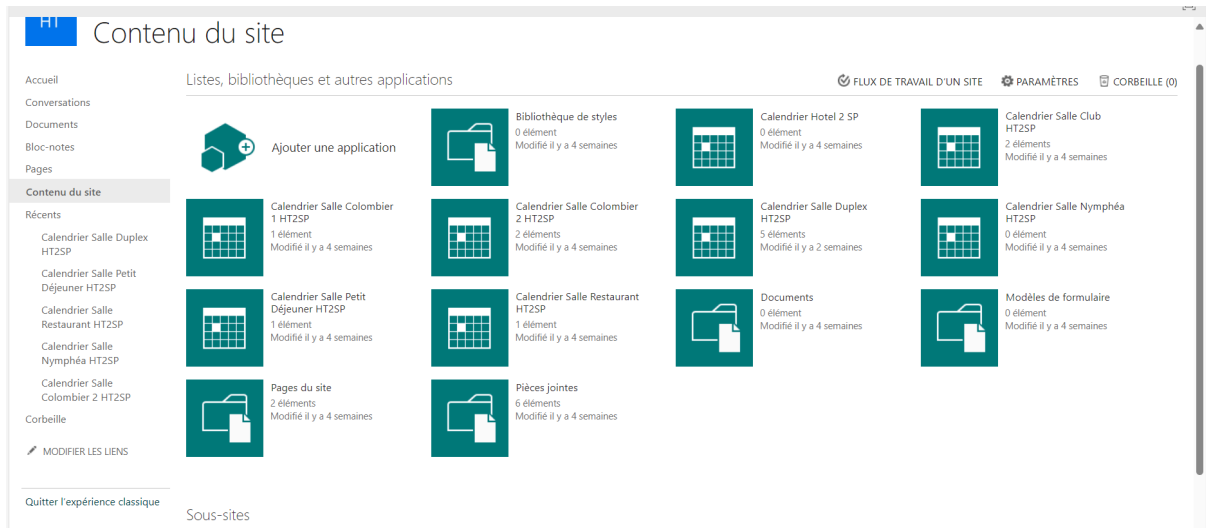 HT
Contenu du site
Accueil
Conversations
Documents
Bloc-notes
Pages
Contenu du site
Récents
Calendrier Salle Duplex
HT2SP
Calendrier Salle Petit
Déjeuner HT2SP
Calendrier Salle
Restaurant HT2SP
Calendrier Salle
Nymphéa HT2SP
Calendrier Salle
Colombier 2 HT2SP
Corbeille
MODIFIER LES LIENS
Quitter l'expérience classique
Listes, bibliothèques et autres applications
FLUX DE TRAVAIL D'UN SITE
PARAMÈTRES
CORBEILLE (0)
Ajouter une application
Bibliothèque de styles
0 élément
Modifié il y a 4 semaines
Calendrier Hotel 2 SP
0 élément
Modifié il y a 4 semaines
Calendrier Salle Club
HT2SP
2 éléments
Modifié il y a 4 semaines
Calendrier Salle Colombier
1 HT2SP
1 élément
Modifié il y a 4 semaines
Calendrier Salle Colombier
2 HT2SP
2 éléments
Modifié il y a 4 semaines
Calendrier Salle Duplex
HT2SP
5 éléments
Modifié il y a 2 semaines
Calendrier Salle Nymphéa
HT2SP
0 élément
Modifié il y a 4 semaines
Calendrier Salle Petit
Déjeuner HT2SP
1 élément
Modifié il y a 4 semaines
Calendrier Salle Restaurant
HT2SP
1 élément
Modifié il y a 4 semaines
Documents
0 élément
Modifié il y a 4 semaines
Modèles de formulaire
0 élément
Modifié il y a 4 semaines
Pages du site
2 éléments
Modifié il y a 4 semaines
Pièces jointes
6 éléments
Modifié il y a 4 semaines
Sous-sites